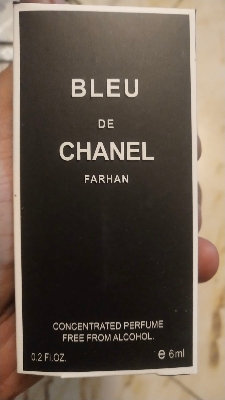 BLEU
DE
CHANEL
FARHAN
CONCENTRATED PERFUME
FREE FROM ALCOHOL.
0.2 Fl.OZ. e 6ml